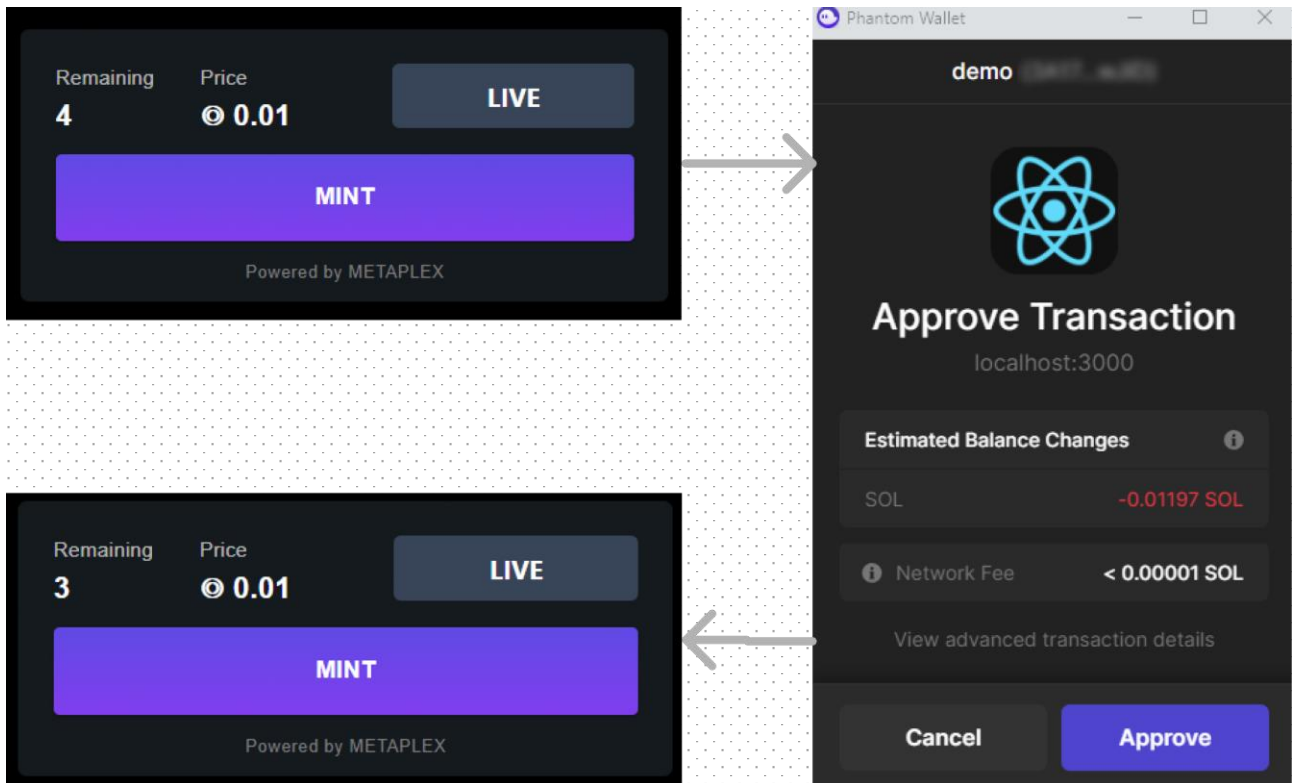 Remaining Price
4 ◎ 0.01
LIVE
MINT
Powered by METAPLEX
Phantom Wallet
demo
Approve Transaction
localhost:3000
Estimated Balance Changes
SOL -0.01197 SOL
Network Fee < 0.00001 SOL
View advanced transaction details
Cancel Approve
Remaining Price
3 ◎ 0.01
LIVE
MINT
Powered by METAPLEX